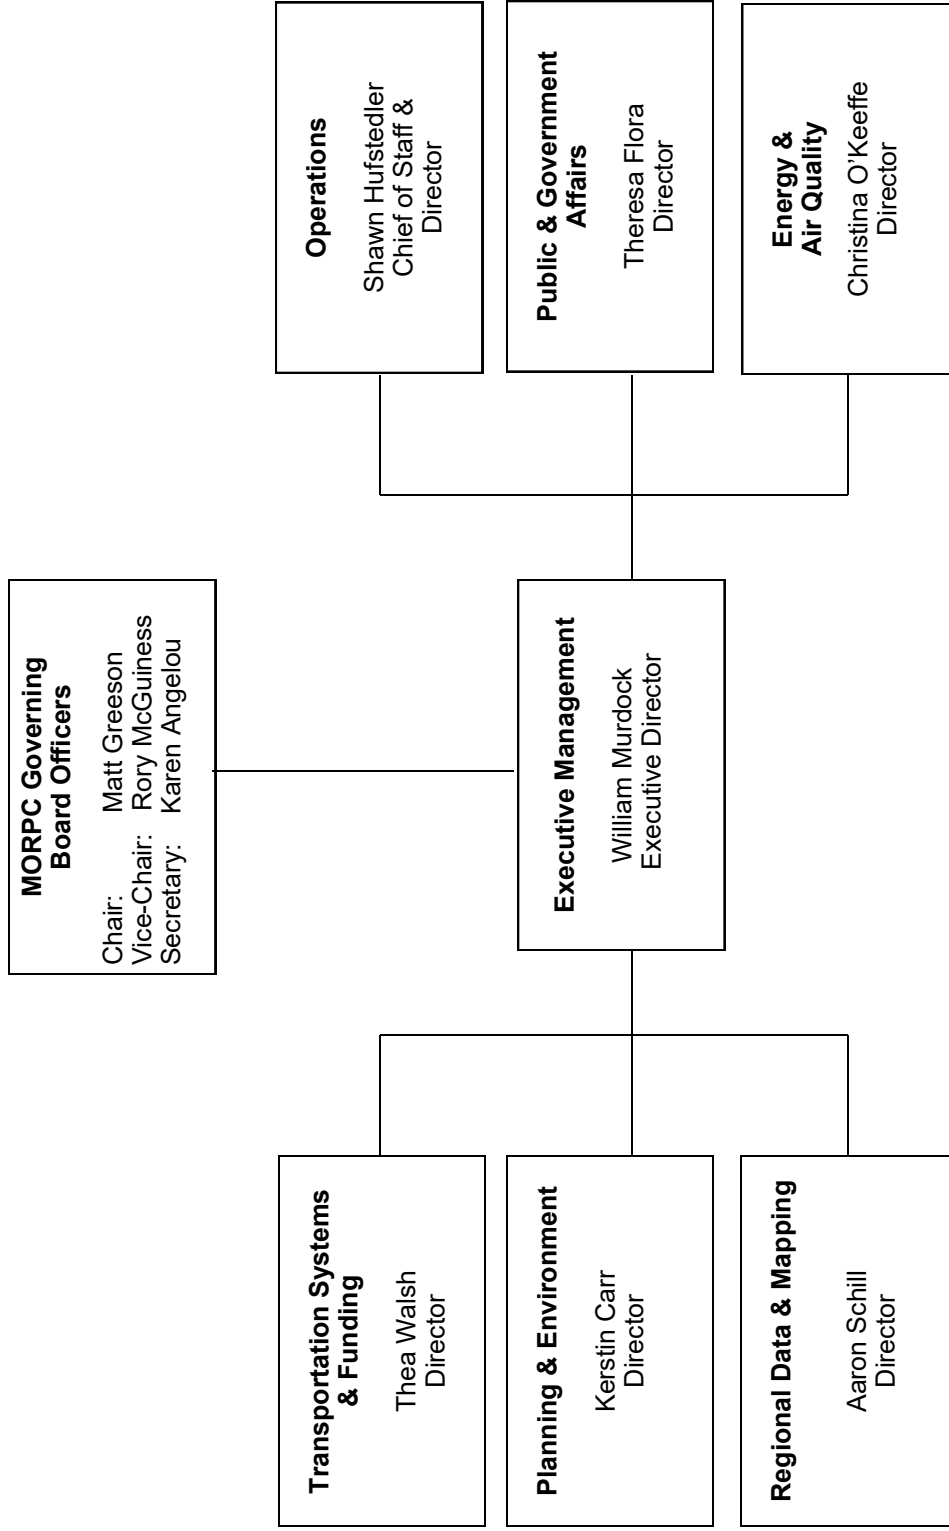 MORPC Governing
Board Officers
Chair: Matt Greeson
Vice-Chair: Rory McGuiness
Secretary: Karen Angelou
Executive Management
William Murdock
Executive Director
Transportation Systems
& Funding
Thea Walsh
Director
Planning & Environment
Kerstin Carr
Director
Regional Data & Mapping
Aaron Schill
Director
Operations
Shawn Hufstedler
Chief of Staff &
Director
Public & Government
Affairs
Theresa Flora
Director
Energy &
Air Quality
Christina O’Keeffe
Director